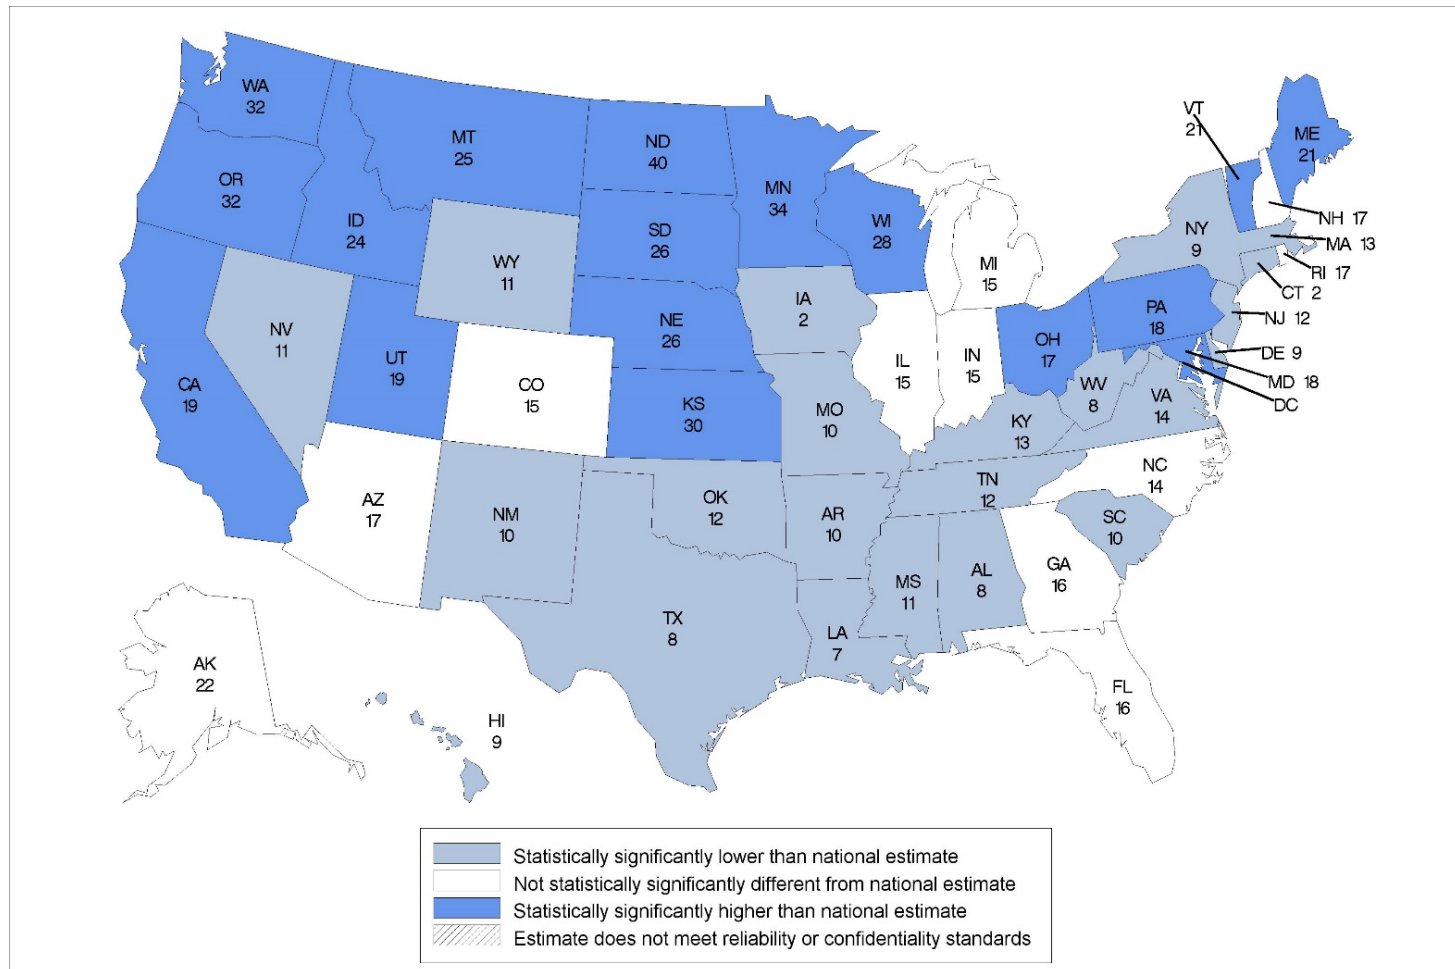 WA
32
OR
32
CA
19
ID
24
NV
11
MT
25
WY
11
UT
19
AZ
17
CO
15
NM
10
ND
40
SD
26
NE
26
KS
30
OK
12
TX
8
MN
34
IA
2
MO
10
AR
10
LA
7
WI
28
IL
15
MI
15
IN
15
OH
17
KY
13
TN
12
MS
11
AL
8
GA
16
FL
16
SC
10
NC
14
VA
14
WV
8
PA
18
NY
9
VT
21
ME
21
NH 17
MA 13
RI 17
CT 2
NJ 12
DE 9
MD 18
DC
AK
22
HI
9
Statistically significantly lower than national estimate
Not statistically significantly different from national estimate
Statistically significantly higher than national estimate
Estimate does not meet reliability or confidentiality standards